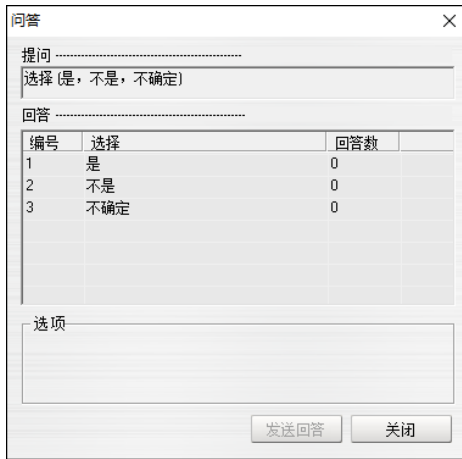 问答
提问
选择 (是，不是，不确定)
回答
编号 选择 回答数
1 是 0
2 不是 0
3 不确定 0
选项
发送回答 关闭